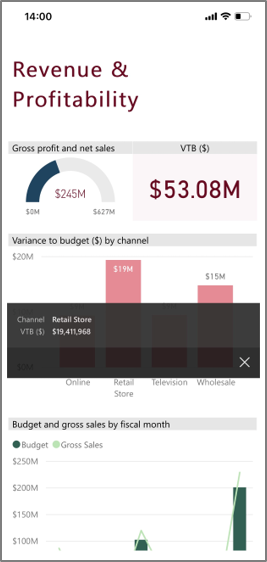 14:00
Revenue &
Profitability
Gross profit and net sales
$245M
$0M
$627M
VTB ($)
$53.08M
Variance to budget ($) by channel
$20M
$19M
$15M
Channel Retail Store
VTB ($) $19,411,968
Online
Retail
Store
Television
Wholesale
Budget and gross sales by fiscal month
Budget Gross Sales
$250M
$200M
$150M
$100M